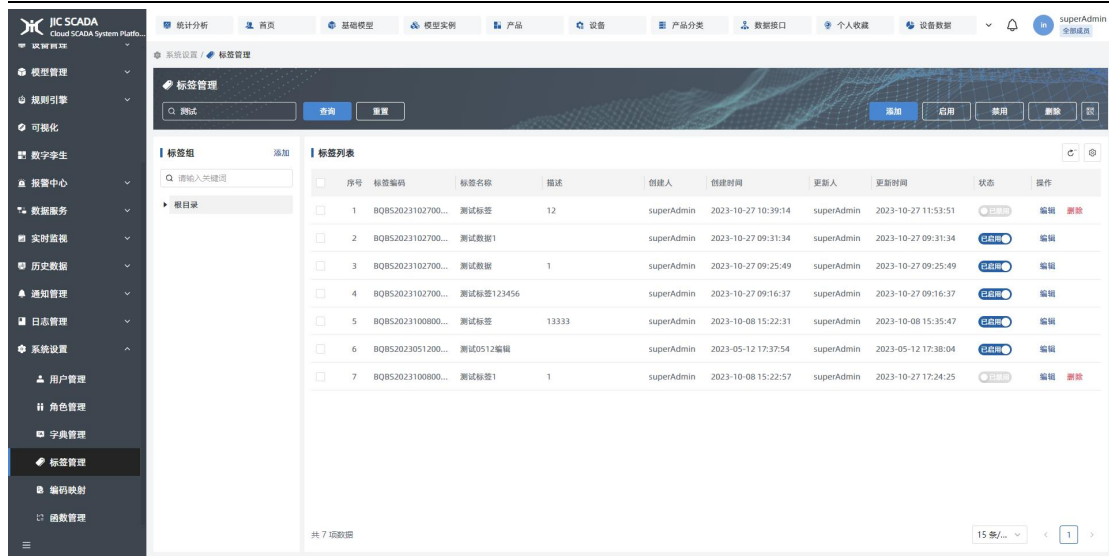 JIC SCADA
Cloud SCADA System Platfo...
统计分析 首页 基础模型 模型实例 产品 设备 产品分类 数据接口 个人收藏 设备数据
in
superAdmin
全部成员
设备管理
模型管理
规则引擎
可视化
数字孪生
报警中心
数据服务
实时监视
历史数据
通知管理
日志管理
系统设置
用户管理
角色管理
字典管理
标签管理
编码映射
函数管理
系统设置 / 标签管理
标签管理
测试 查询 重置 添加 启用 禁用 删除
标签组 添加
请输入关键词
根目录
标签列表
序号 标签编码 标签名称 描述 创建人 创建时间 更新人 更新时间 状态 操作
1 BQBS2023102700... 测试标签 12 superAdmin 2023-10-27 10:39:14 superAdmin 2023-10-27 11:53:51 已禁用 编辑 删除
2 BQBS2023102700... 测试数据1 superAdmin 2023-10-27 09:31:34 superAdmin 2023-10-27 09:31:34 已启用 编辑
3 BQBS2023102700... 测试数据 1 superAdmin 2023-10-27 09:25:49 superAdmin 2023-10-27 09:25:49 已启用 编辑
4 BQBS2023102700... 测试标签123456 superAdmin 2023-10-27 09:16:37 superAdmin 2023-10-27 09:16:37 已启用 编辑
5 BQBS2023100800... 测试标签 13333 superAdmin 2023-10-08 15:22:31 superAdmin 2023-10-08 15:35:47 已启用 编辑
6 BQBS2023051200... 测试0512编辑 superAdmin 2023-05-12 17:37:54 superAdmin 2023-05-12 17:38:04 已启用 编辑
7 BQBS2023100800... 测试标签1 1 superAdmin 2023-10-08 15:22:57 superAdmin 2023-10-27 17:24:25 已禁用 编辑 删除
共 7 项数据
15 条/... 1